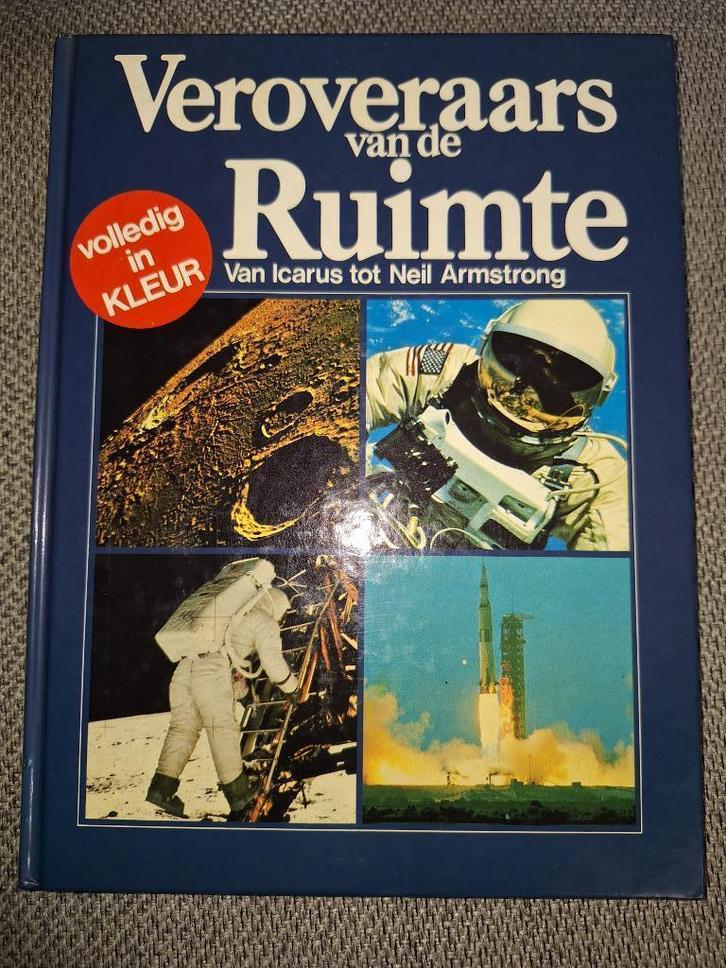 Veroveraars
van de
Ruimte
Van Icarus tot Neil Armstrong
volledig
in
KLEUR